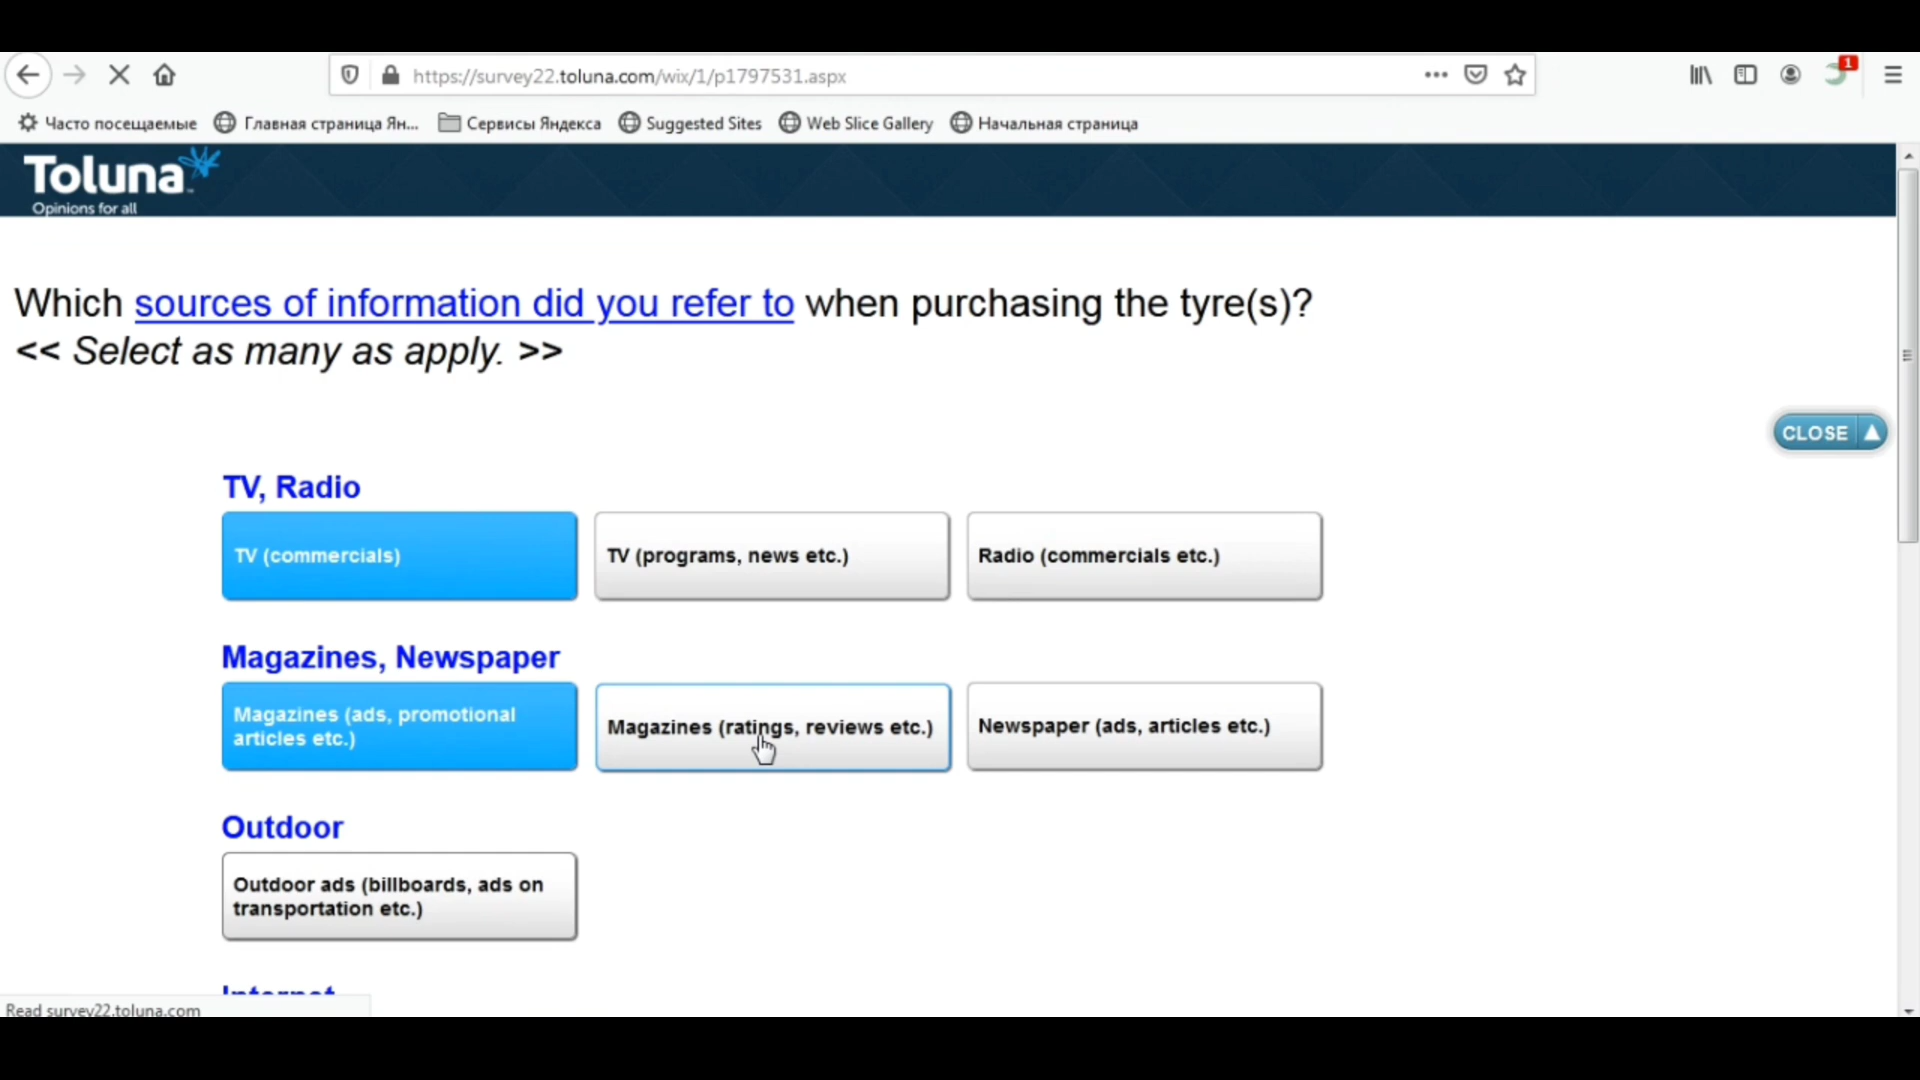 https://survey22.toluna.com/wix/1/p1797531.aspx
1
Часто посещаемые Главная страница Ян... Сервисы Яндекса Suggested Sites Web Slice Gallery Начальная страница
Toluna
Opinions for all
Which sources of information did you refer to when purchasing the tyre(s)?
<< Select as many as apply. >>
CLOSE
TV, Radio
TV (commercials) TV (programs, news etc.) Radio (commercials etc.)
Magazines, Newspaper
Magazines (ads, promotional
articles etc.)
Magazines (ratings, reviews etc.)
Newspaper (ads, articles etc.)
Outdoor
Outdoor ads (billboards, ads on
transportation etc.)
Internet
Read survey22.toluna.com